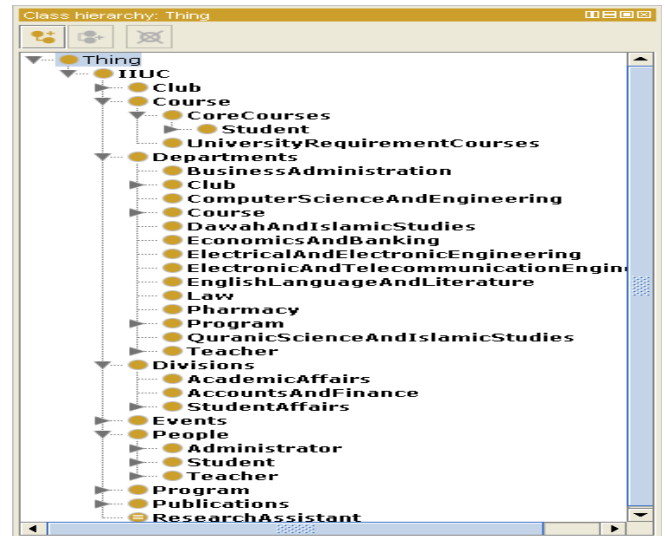 Class hierarchy: Thing
Thing
IIUC
Club
Course
CoreCourses
Student
UniversityRequirementCourses
Departments
BusinessAdministration
Club
ComputerScienceAndEngineering
Course
DawahAndIslamicStudies
EconomicsAndBanking
ElectricalAndElectronicEngineering
ElectronicAndTelecommunicationEngin
EnglishLanguageAndLiterature
Law
Pharmacy
Program
QuranicScienceAndIslamicStudies
Teacher
Divisions
AcademicAffairs
AccountsAndFinance
StudentAffairs
Events
People
Administrator
Student
Teacher
Program
Publications
ResearchAssistant